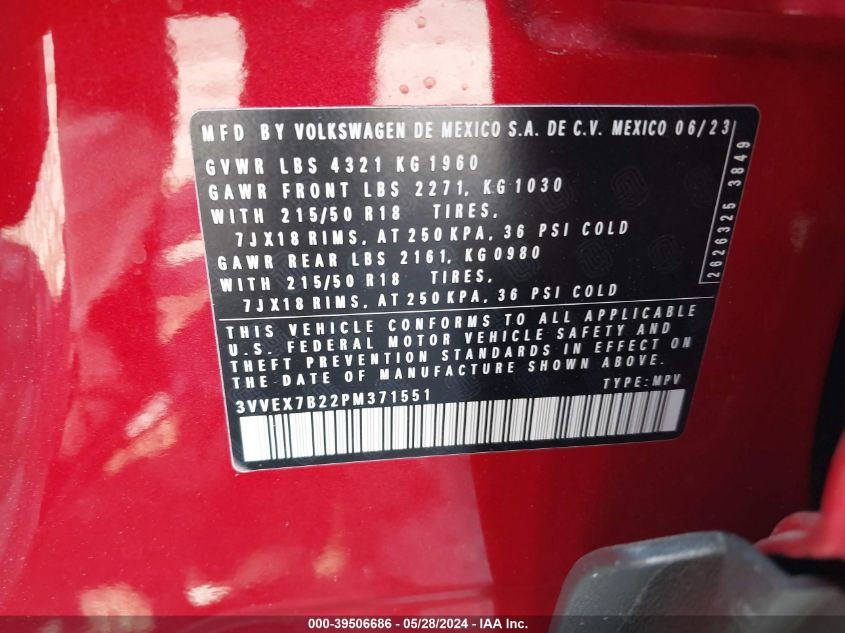 MFD BY VOLKSWAGEN DE MEXICO S.A. DE C.V. MEXICO 06/23
GVWR LBS 4321 KG 1960
GAWR FRONT LBS 2271, KG 1030
WITH 215/50 R18 TIRES,
7JX18 RIMS, AT 250 KPA, 36 PSI COLD
GAWR REAR LBS 2161, KG 0980
WITH 215/50 R18 TIRES,
7JX18 RIMS, AT 250 KPA, 36 PSI COLD
2626325 3849
THIS VEHICLE CONFORMS TO ALL APPLICABLE
U.S. FEDERAL MOTOR VEHICLE SAFETY AND
THEFT PREVENTION STANDARDS IN EFFECT ON
THE DATE OF MANUFACTURE SHOWN ABOVE.
3VVEX7B22PM371551 TYPE: MPV
000-39506686 - 05/28/2024 - IAA Inc.